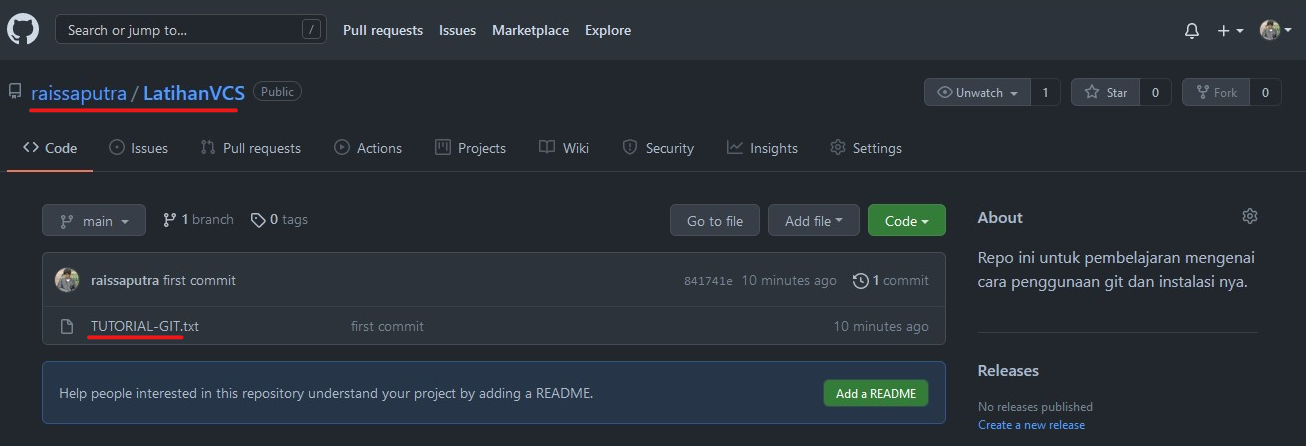 Search or jump to... / Pull requests Issues Marketplace Explore
raissaputra / LatihanVCS Public Unwatch 1 Star 0 Fork 0
Code Issues Pull requests Actions Projects Wiki Security Insights Settings
main 1 branch 0 tags Go to file Add file Code
raissaputra first commit 841741e 10 minutes ago 1 commit
TUTORIAL-GIT.txt first commit 10 minutes ago
Help people interested in this repository understand your project by adding a README. Add a README
About
Repo ini untuk pembelajaran mengenai
cara penggunaan git dan instalasi nya.
Releases
No releases published
Create a new release